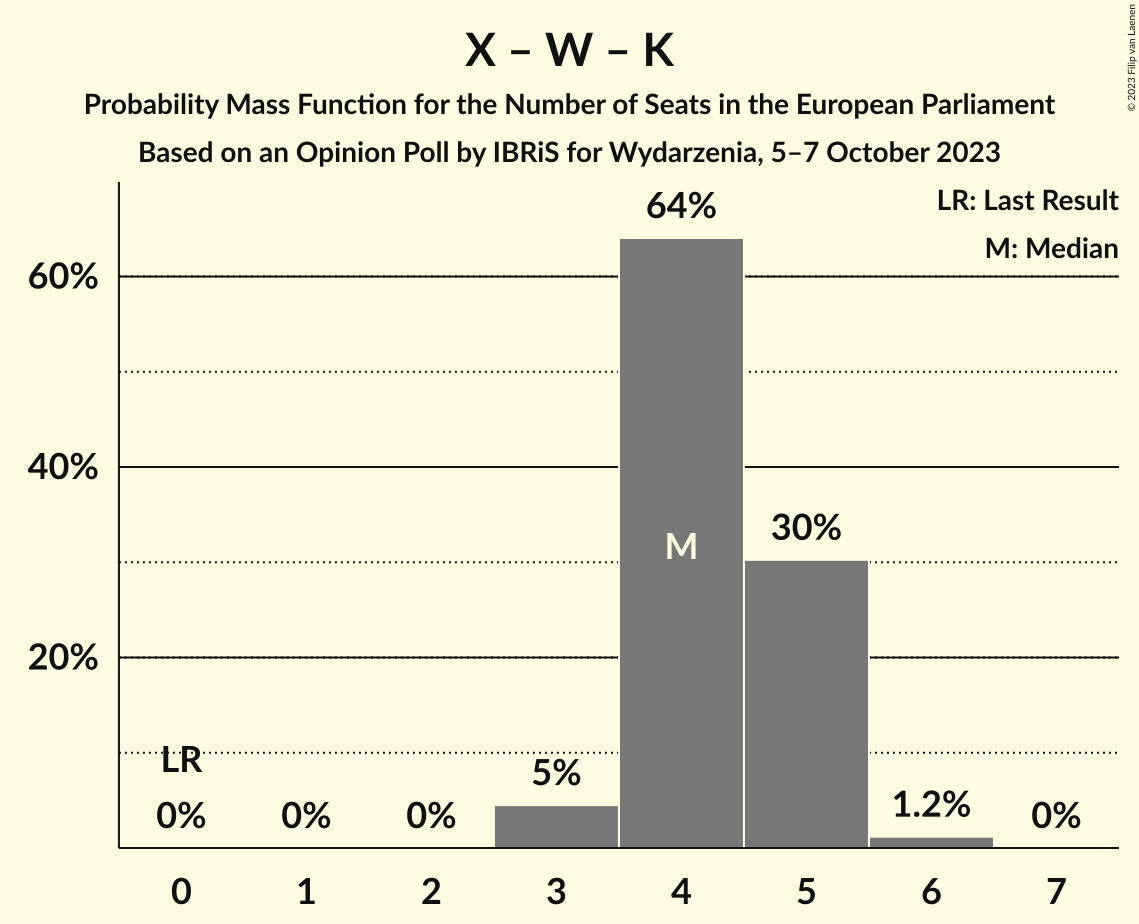 X – W – K
Probability Mass Function for the Number of Seats in the European Parliament
Based on an Opinion Poll by IBRiS for Wydarzenia, 5–7 October 2023
© 2023 Filip van Laenen
LR: Last Result
M: Median
60%
40%
20%
64%
30%
M
LR
5%
1.2%
0%
0%
0%
0%
0 1 2 3 4 5 6 7